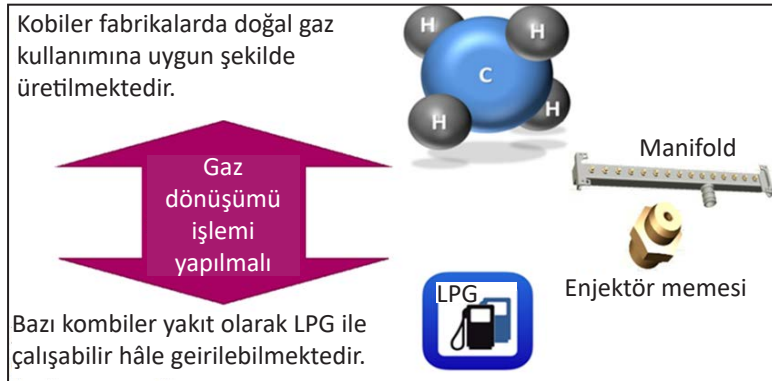 Kobiler fabrikalarda doğal gaz
kullanımına uygun şekilde
üretilmektedir.
H
H
C
H
H
Manifold
Gaz
dönüşümü
işlemi
yapılmalı
Enjektör memesi
LPG
Bazı kombiler yakıt olarak LPG ile
çalışabilir hâle geirilebilmektedir.